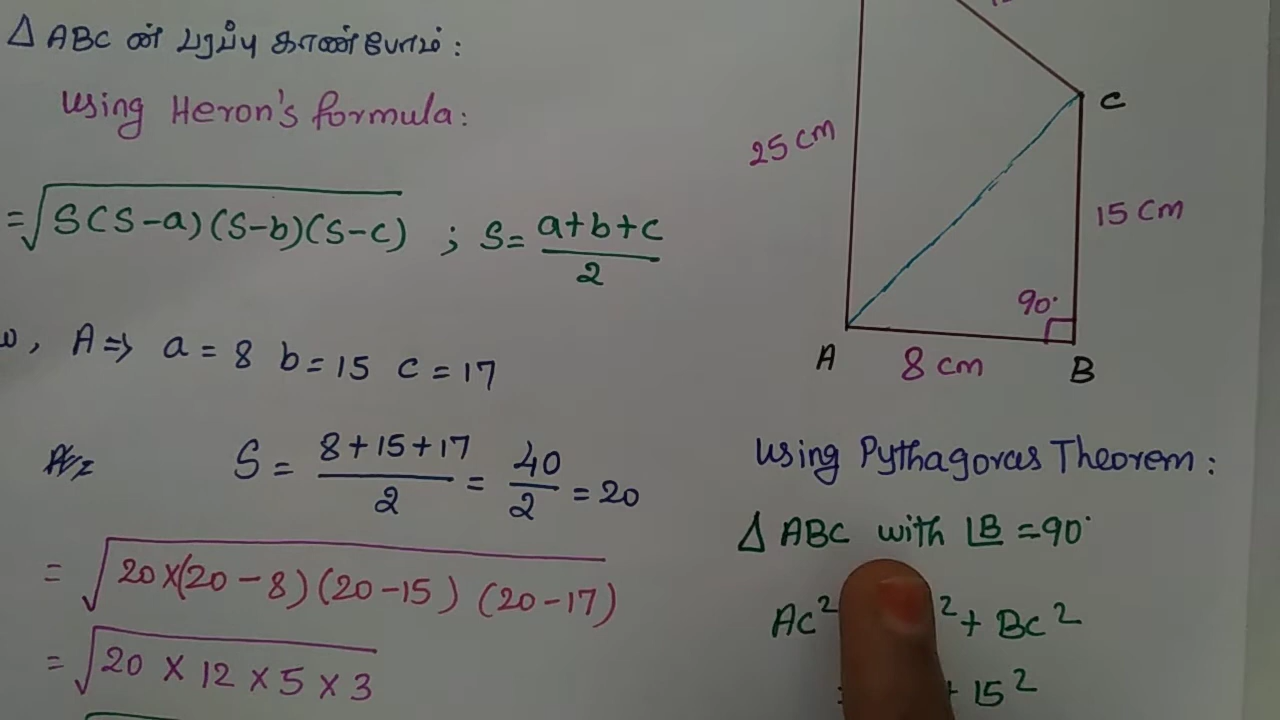 Δ ABC ன் பரப்பு காண்போம் :
Using Heron's formula:
= √S(S-a)(S-b)(S-c) ; S = a+b+c / 2
, A ⇒ a = 8 b = 15 c = 17
S = 8+15+17 / 2 = 40 / 2 = 20
= √20×(20-8)(20-15)(20-17)
= √20 × 12 × 5 × 3
C
25 cm
15 cm
90°
A
8 cm
B
Using Pythagoras Theorem :
Δ ABC with ∠B = 90°
AC² ² + BC²
+ 15²